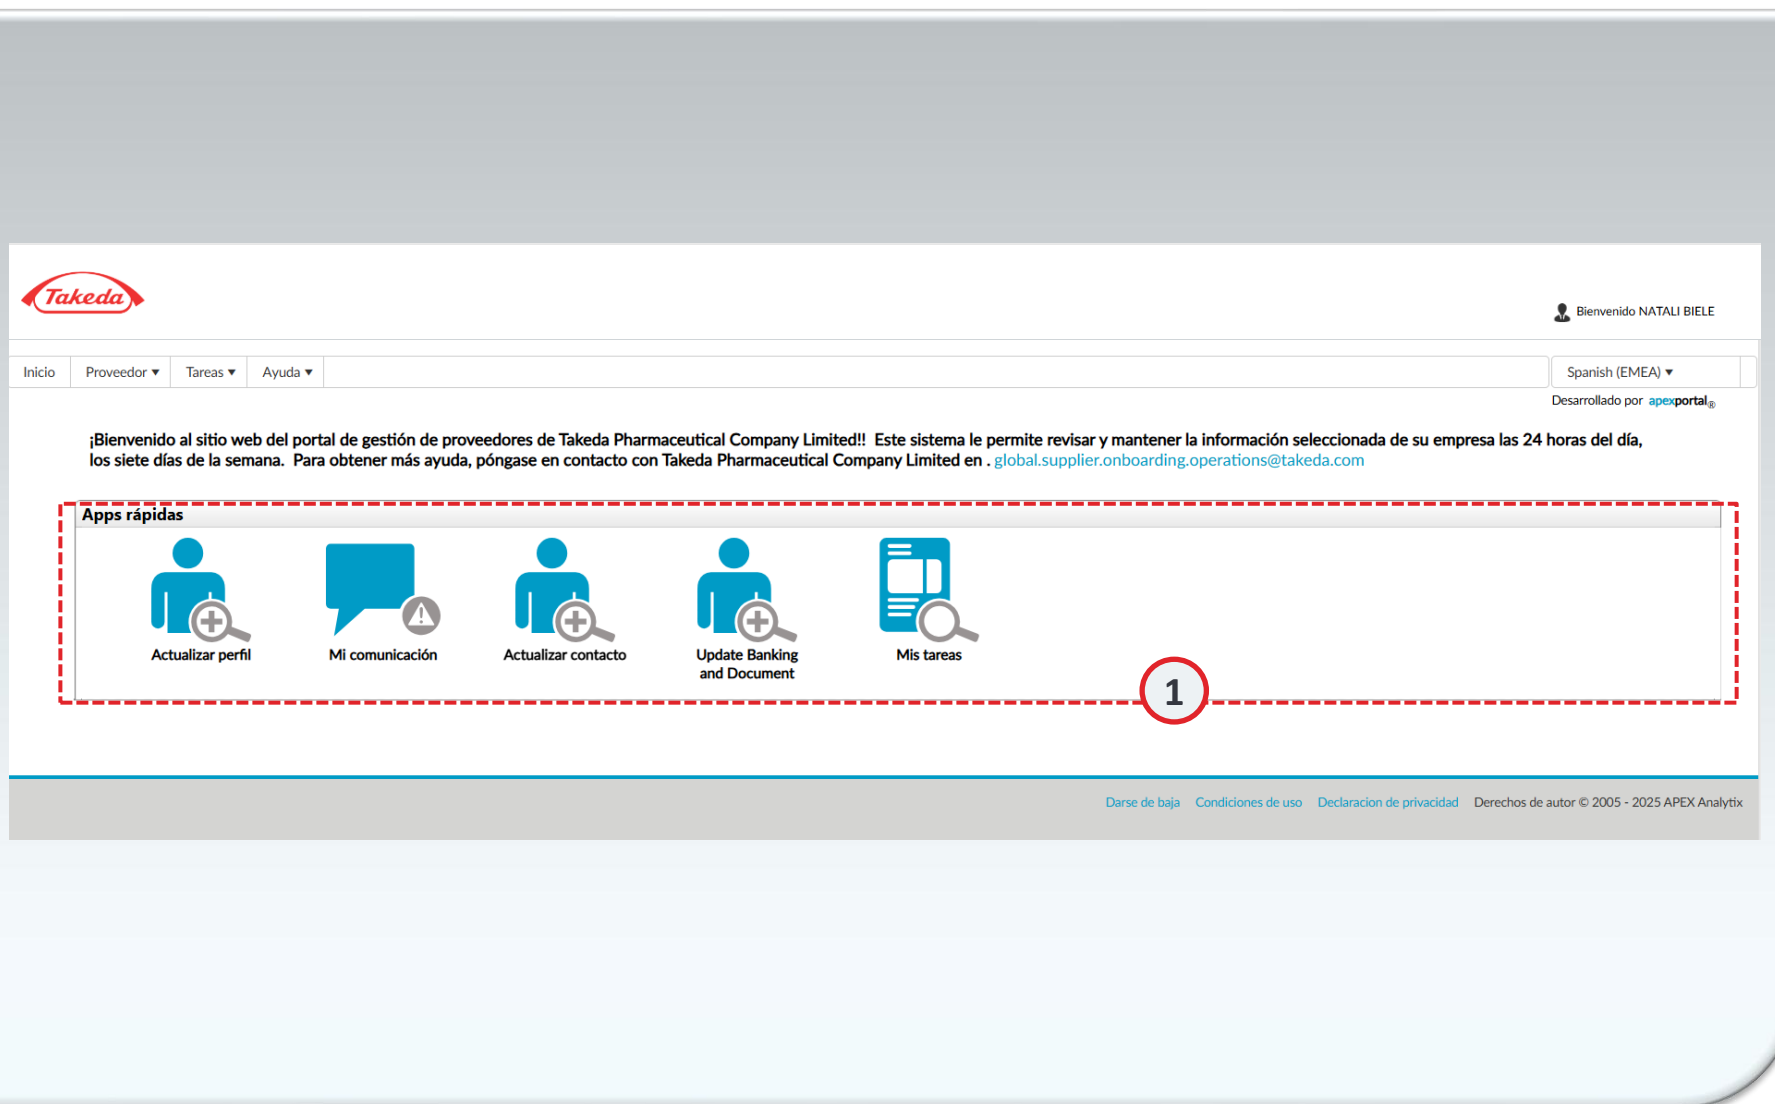 Takeda
Bienvenido NATALI BIELE
Inicio Proveedor ▼ Tareas ▼ Ayuda ▼ Spanish (EMEA) ▼
Desarrollado por apexportal®
¡Bienvenido al sitio web del portal de gestión de proveedores de Takeda Pharmaceutical Company Limited!! Este sistema le permite revisar y mantener la información seleccionada de su empresa las 24 horas del día,
los siete días de la semana. Para obtener más ayuda, póngase en contacto con Takeda Pharmaceutical Company Limited en . global.supplier.onboarding.operations@takeda.com
Apps rápidas
Actualizar perfil Mi comunicación Actualizar contacto Update Banking Mis tareas
and Document
1
Darse de baja Condiciones de uso Declaracion de privacidad Derechos de autor © 2005 - 2025 APEX Analytix